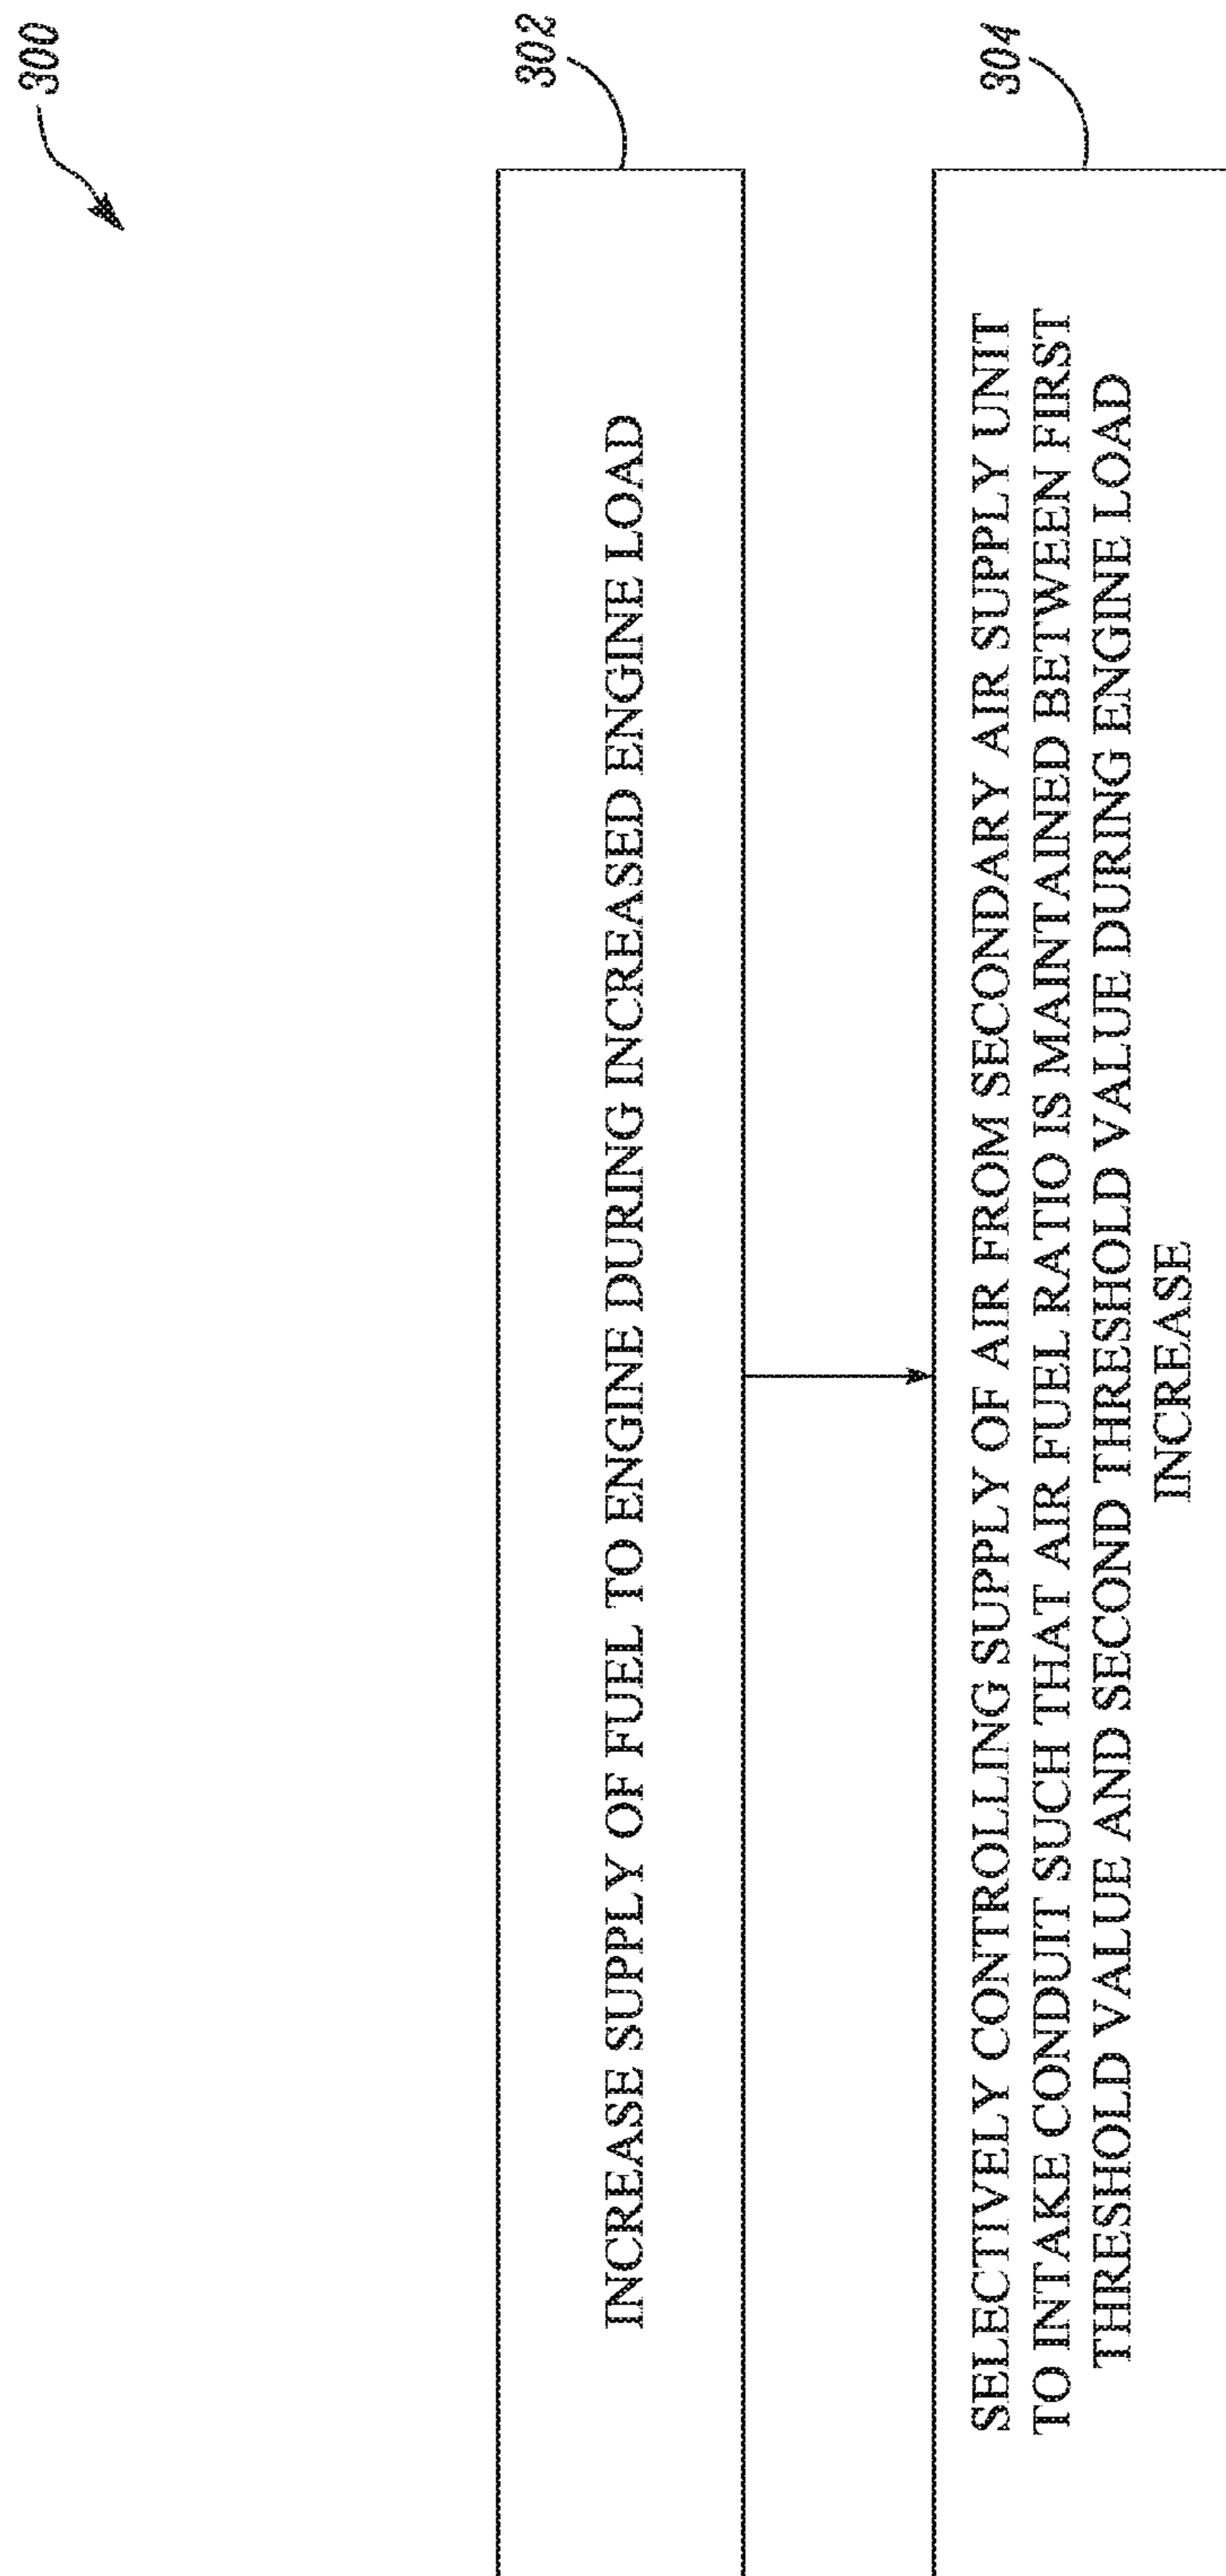 300
302
INCREASE SUPPLY OF FUEL TO ENGINE DURING INCREASED ENGINE LOAD
304
SELECTIVELY CONTROLLING SUPPLY OF AIR FROM SECONDARY AIR SUPPLY UNIT
TO INTAKE CONDUIT SUCH THAT AIR FUEL RATIO IS MAINTAINED BETWEEN FIRST
THRESHOLD VALUE AND SECOND THRESHOLD VALUE DURING ENGINE LOAD
INCREASE